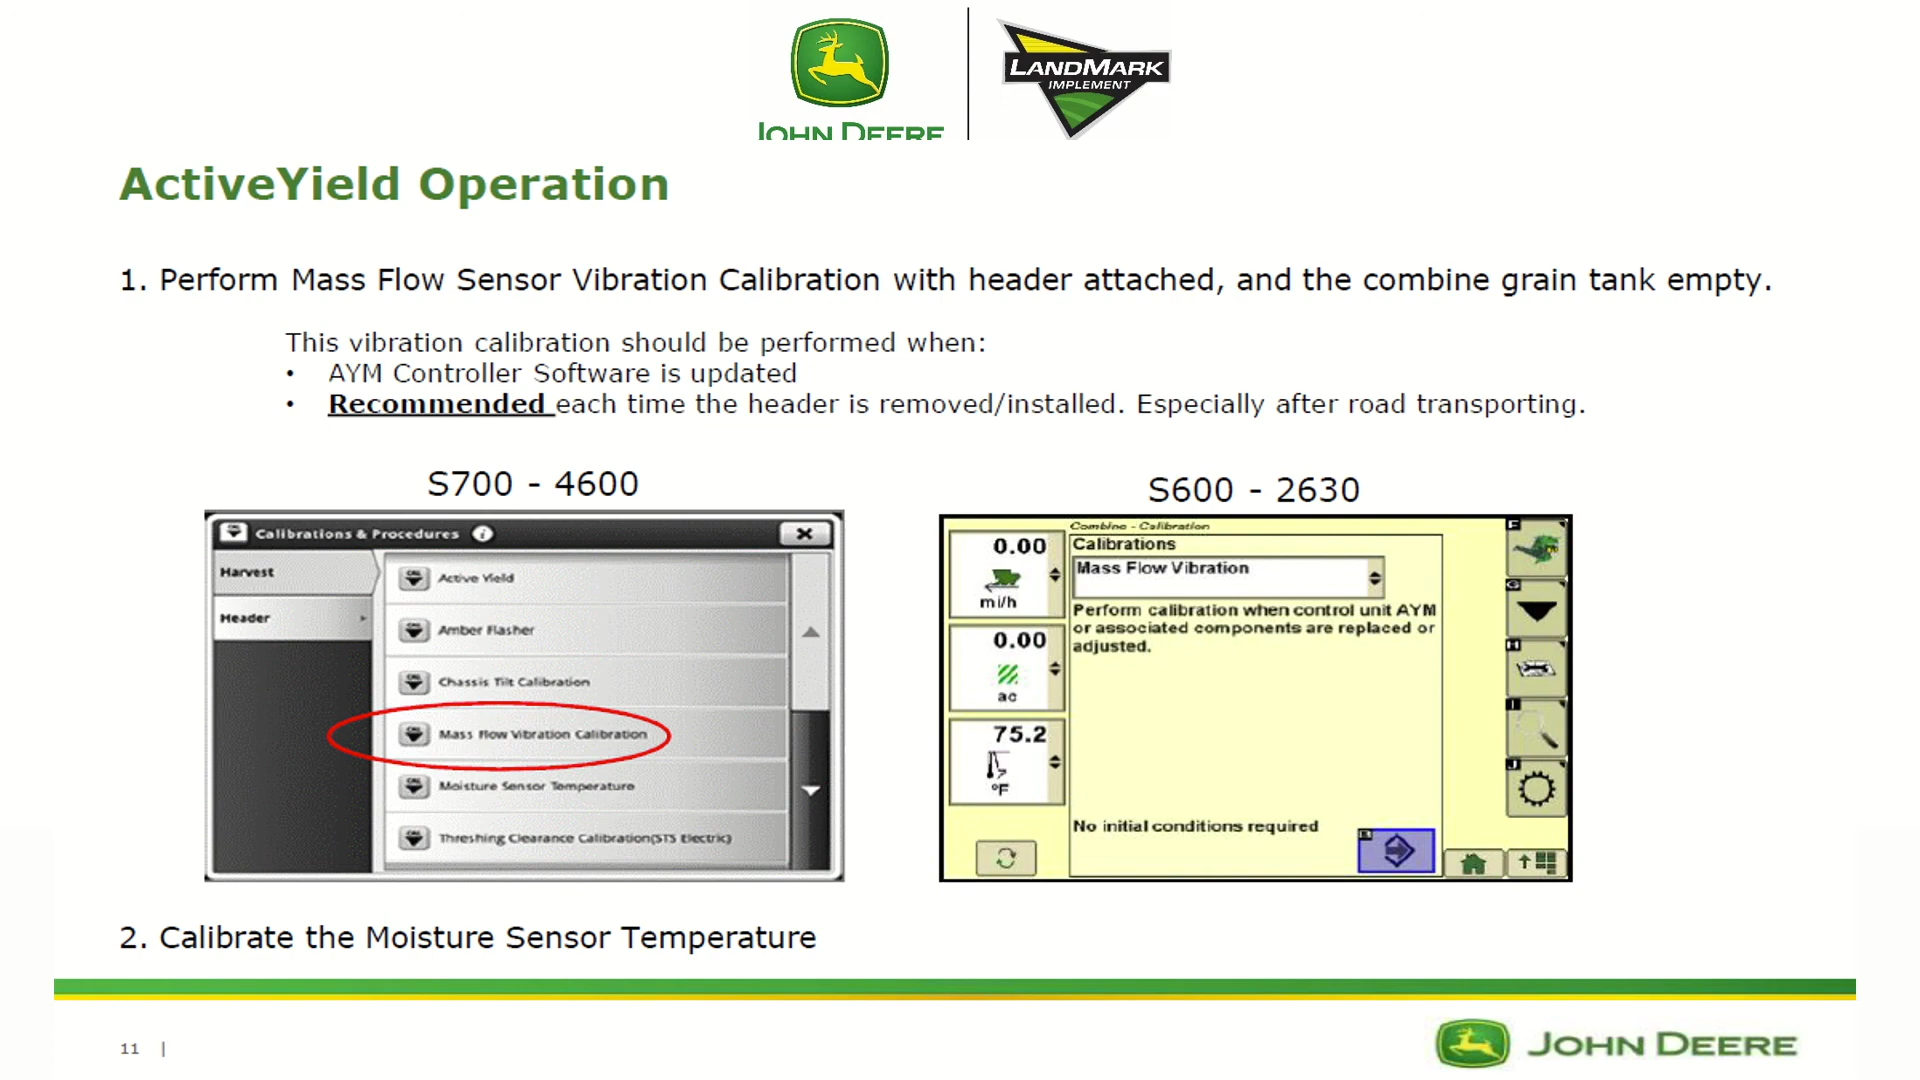 JOHN DEERE
LANDMARK
IMPLEMENT
ActiveYield Operation
1. Perform Mass Flow Sensor Vibration Calibration with header attached, and the combine grain tank empty.
This vibration calibration should be performed when:
• AYM Controller Software is updated
• Recommended each time the header is removed/installed. Especially after road transporting.
S700 - 4600
Calibrations & Procedures
Harvest
Header
Active Yield
Amber Flasher
Chassis Tilt Calibration
Mass Flow Vibration Calibration
Moisture Sensor Temperature
Threshing Clearance Calibration(STS Electric)
S600 - 2630
Combine - Calibration
0.00
mi/h
0.00
ac
75.2
°F
Calibrations
Mass Flow Vibration
Perform calibration when control unit AYM
or associated components are replaced or
adjusted.
No initial conditions required
F
G
H
I
J
2. Calibrate the Moisture Sensor Temperature
11 |
JOHN DEERE